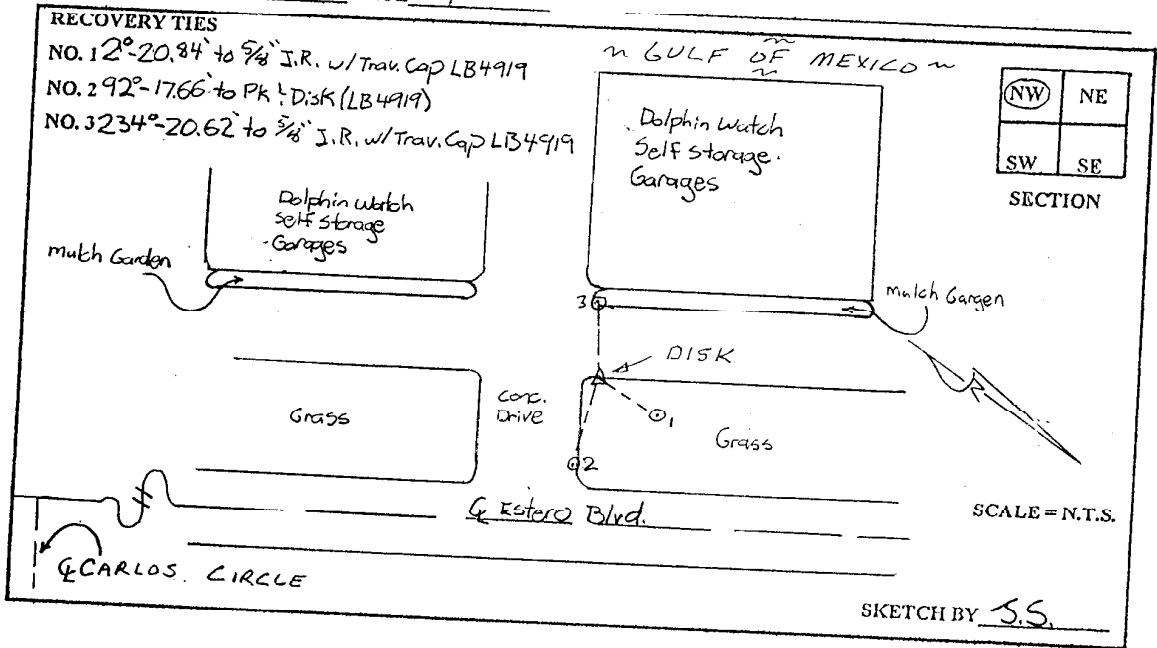 RECOVERY TIES
NO. 1 2°-20.84' to 5/8" I.R. w/Trav. Cap LB4919
NO. 2 92°-17.66' to Pk & Disk (LB4919)
NO. 3 234°-20.62' to 5/8" I.R. w/Trav. Cap LB4919
~ GULF OF MEXICO ~
NW NE
SW SE
SECTION
Dolphin Watch
Self Storage
Garages
Dolphin Watch
Self Storage
Garages
mulch Garden
mulch Gargen
3
DISK
Grass
Conc.
Drive
1
Grass
2
℄ Estero Blvd.
SCALE = N.T.S.
℄ CARLOS CIRCLE
SKETCH BY S.S.